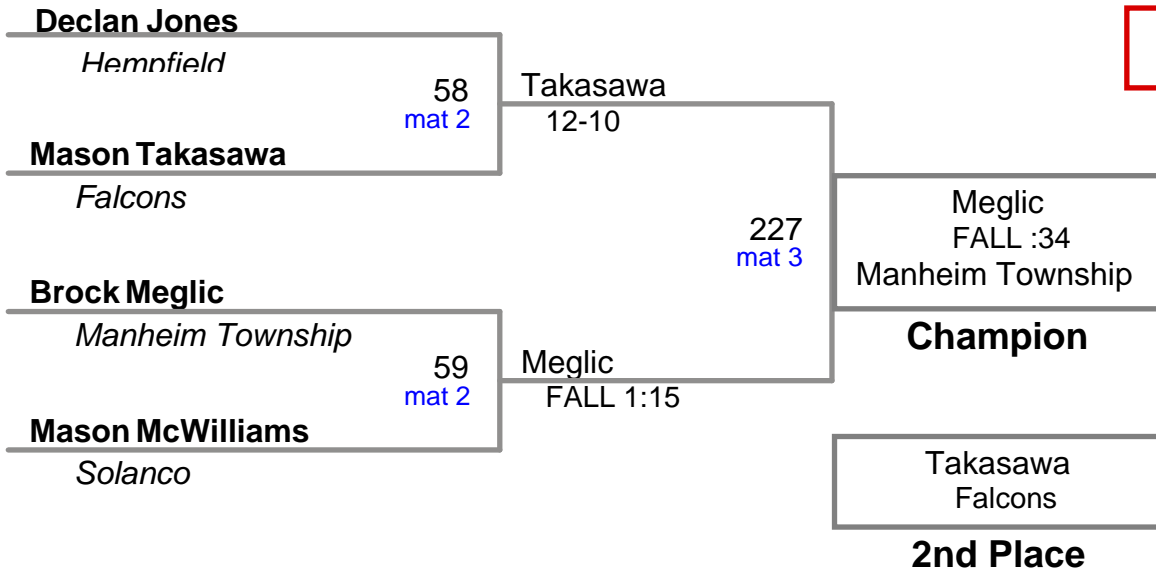 Declan Jones
Hempfield
58
mat 2
Takasawa
12-10
Mason Takasawa
Falcons
227
mat 3
Meglic
FALL :34
Manheim Township
Champion
Brock Meglic
Manheim Township
59
mat 2
Meglic
FALL 1:15
Mason McWilliams
Solanco
Takasawa
Falcons
2nd Place